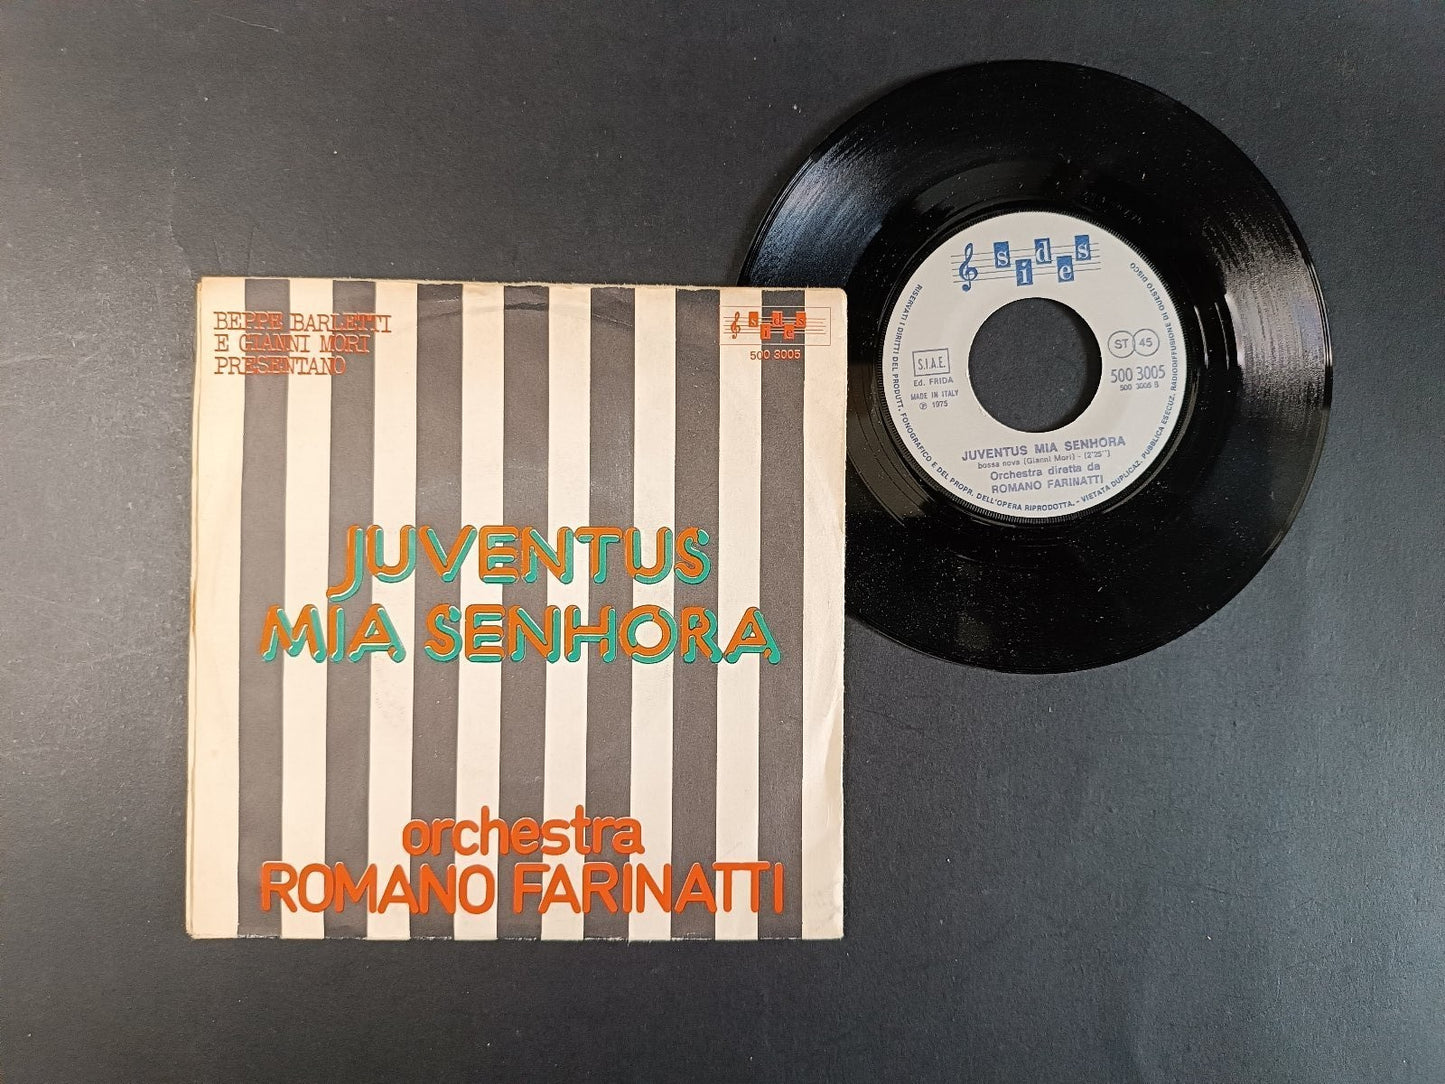 BEPPE BARLETTI
E GIANNI MORI
PRESENTANO
sides
500 3005
JUVENTUS
MIA SENHORA
orchestra
ROMANO FARINATTI
sides
ST 45
S.I.A.E.
Ed. FRIDA
MADE IN ITALY
℗ 1975
500 3005
500 3005 B
JUVENTUS MIA SENHORA
bossa nova (Gianni Mori) - (2'25'')
Orchestra diretta da
ROMANO FARINATTI
RISERVATI I DIRITTI DEL PRODUTT. FONOGRAFICO E DEL PROPR. DELL'OPERA RIPRODOTTA. - VIETATA DUPLICAZ. PUBBLICA ESECUZ. RADIODIFFUSIONE DI QUESTO DISCO